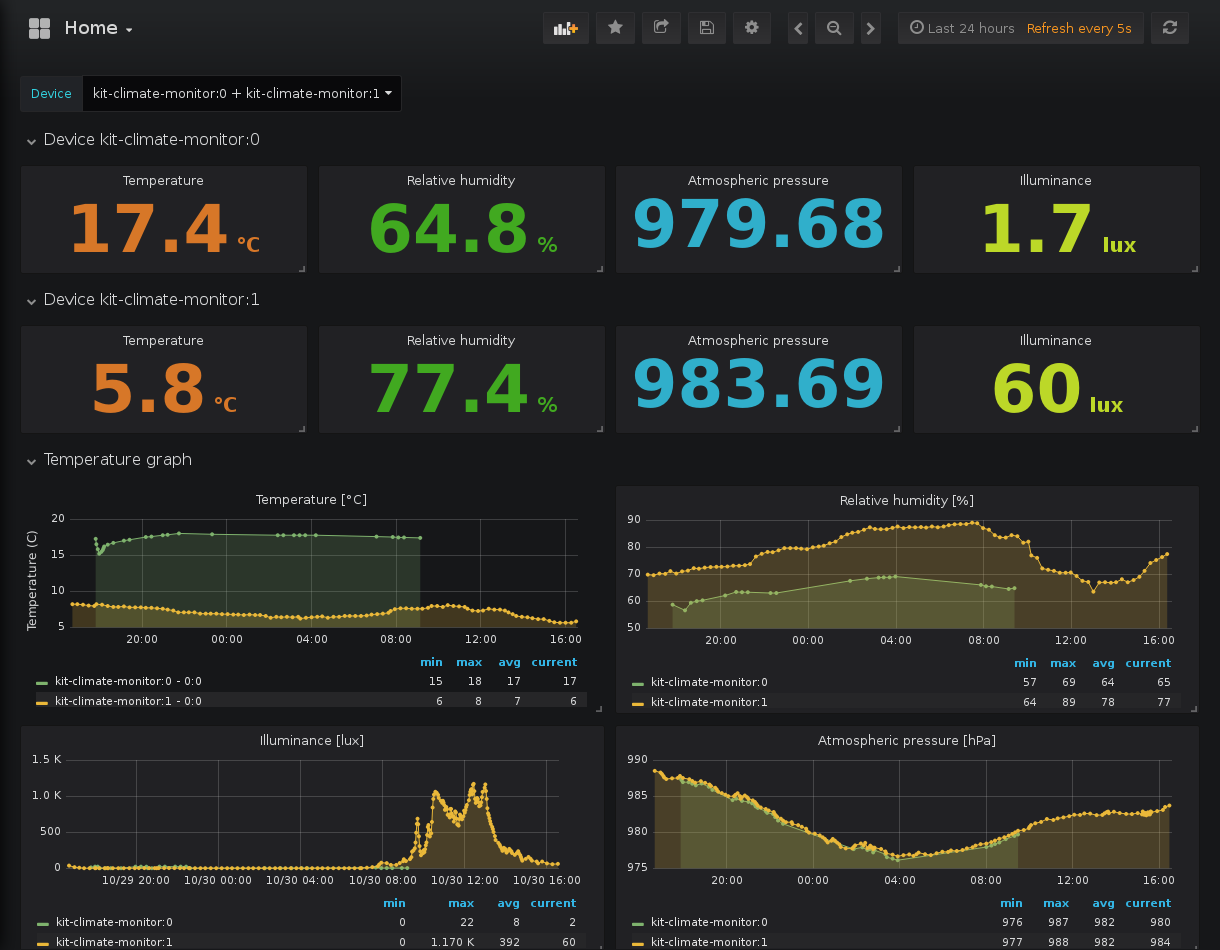 Home
Last 24 hours Refresh every 5s
Device kit-climate-monitor:0 + kit-climate-monitor:1
Device kit-climate-monitor:0
Temperature Relative humidity Atmospheric pressure Illuminance
17.4 °C 64.8 % 979.68 1.7 lux
Device kit-climate-monitor:1
Temperature Relative humidity Atmospheric pressure Illuminance
5.8 °C 77.4 % 983.69 60 lux
Temperature graph
Temperature [°C]
Temperature (C)
20
15
10
5
20:00 00:00 04:00 08:00 12:00 16:00
min max avg current
kit-climate-monitor:0 - 0:0 15 18 17 17
kit-climate-monitor:1 - 0:0 6 8 7 6
Relative humidity [%]
90
80
70
60
50
20:00 00:00 04:00 08:00 12:00 16:00
min max avg current
kit-climate-monitor:0 57 69 64 65
kit-climate-monitor:1 64 89 78 77
Illuminance [lux]
1.5 K
1.0 K
500
0
10/29 20:00 10/30 00:00 10/30 04:00 10/30 08:00 10/30 12:00 10/30 16:00
min max avg current
kit-climate-monitor:0 0 22 8 2
kit-climate-monitor:1 0 1.170 K 392 60
Atmospheric pressure [hPa]
990
985
980
975
20:00 00:00 04:00 08:00 12:00 16:00
min max avg current
kit-climate-monitor:0 976 987 982 980
kit-climate-monitor:1 977 988 982 984